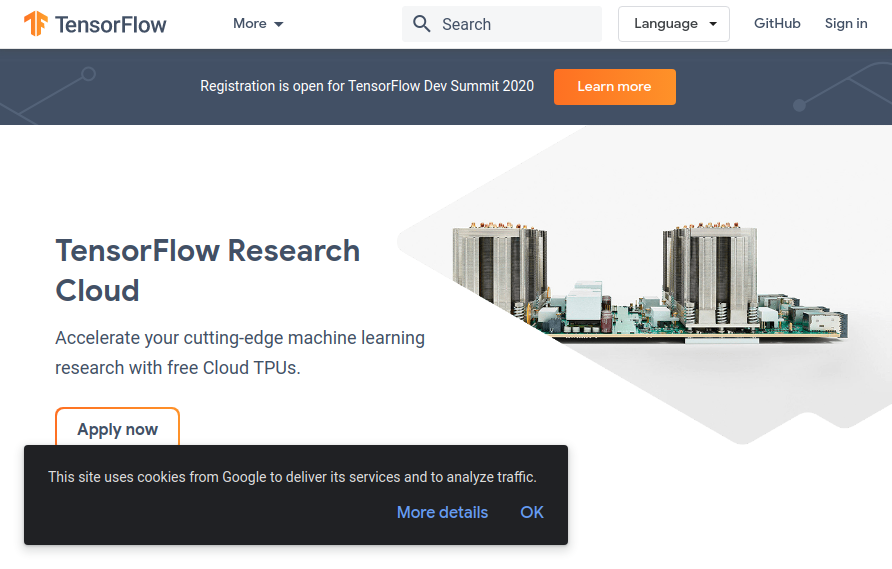 TensorFlow
More
Search
Language
GitHub
Sign in
Registration is open for TensorFlow Dev Summit 2020
Learn more
TensorFlow Research
Cloud
Accelerate your cutting-edge machine learning
research with free Cloud TPUs.
Apply now
This site uses cookies from Google to deliver its services and to analyze traffic.
More details
OK